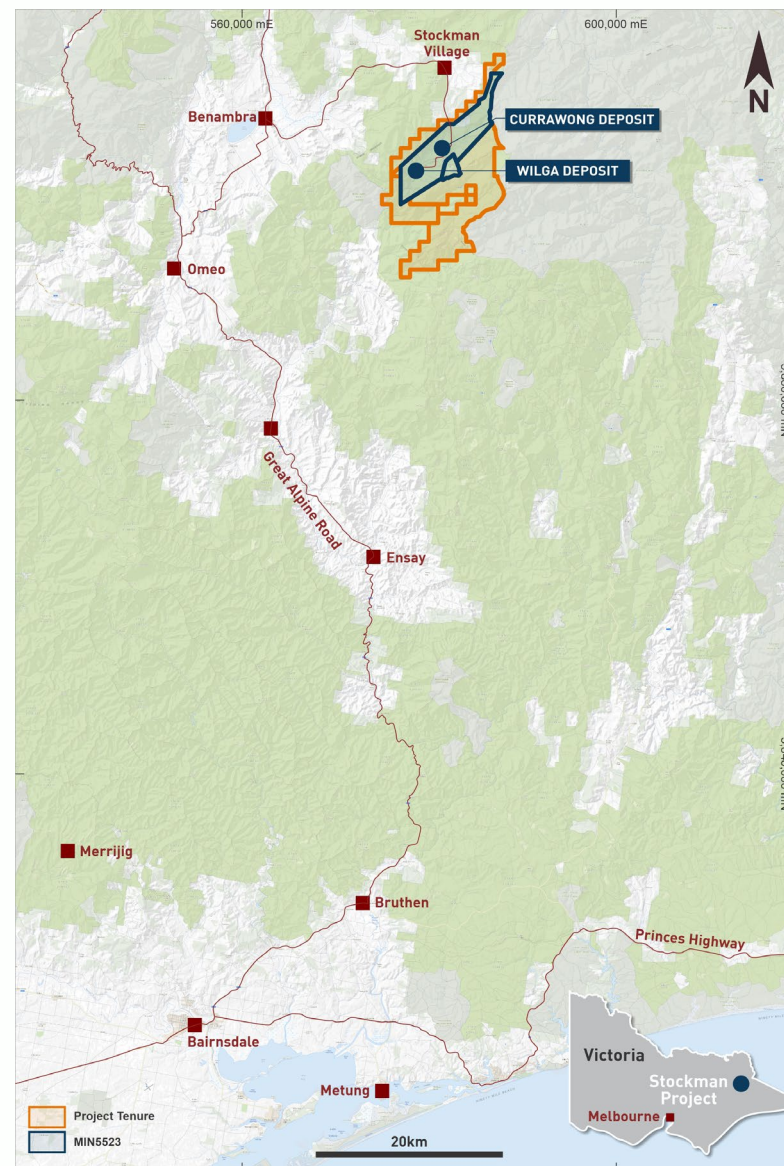 560,000 mE
600,000 mE
Stockman
Village
N
Benambra
CURRAWONG DEPOSIT
WILGA DEPOSIT
Omeo
Great Alpine Road
Ensay
Merrijig
Bruthen
Princes Highway
Bairnsdale
Metung
Victoria
Stockman
Project
Melbourne
Project Tenure
MIN5523
20km